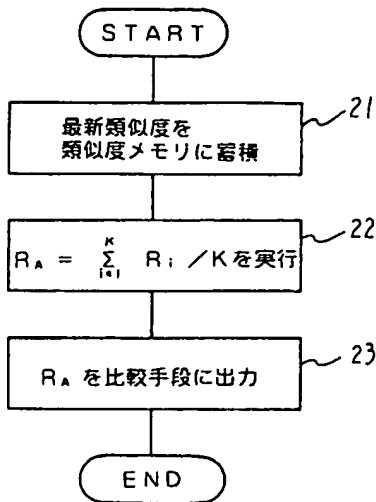 START
最新類似度を
類似度メモリに蓄積
21
R_A = Σ_{i=1}^{K} R_i / K を実行
22
R_A を比較手段に出力
23
END